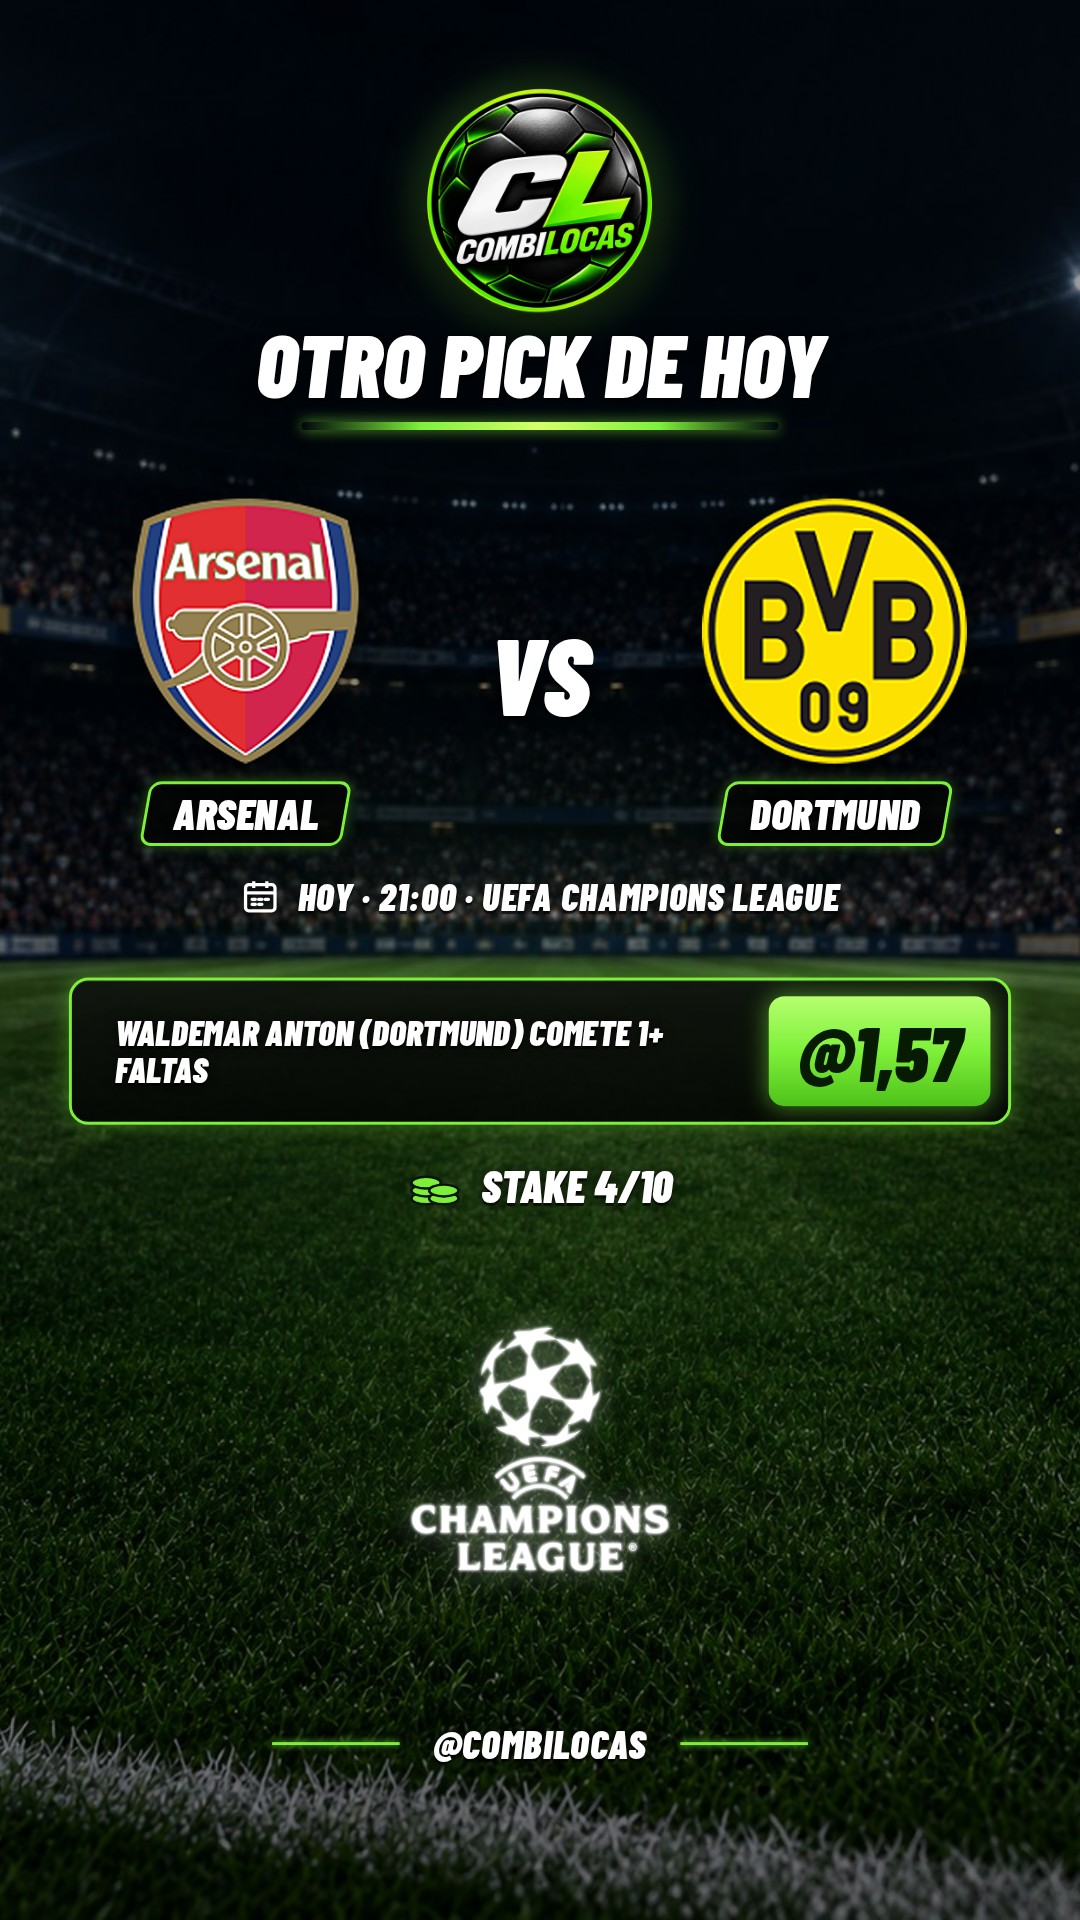 CL
COMBILOCAS
OTRO PICK DE HOY
Arsenal
VS
BVB
09
ARSENAL
DORTMUND
HOY · 21:00 · UEFA CHAMPIONS LEAGUE
WALDEMAR ANTON (DORTMUND) COMETE 1+
FALTAS
@1,57
STAKE 4/10
UEFA
CHAMPIONS
LEAGUE®
@COMBILOCAS